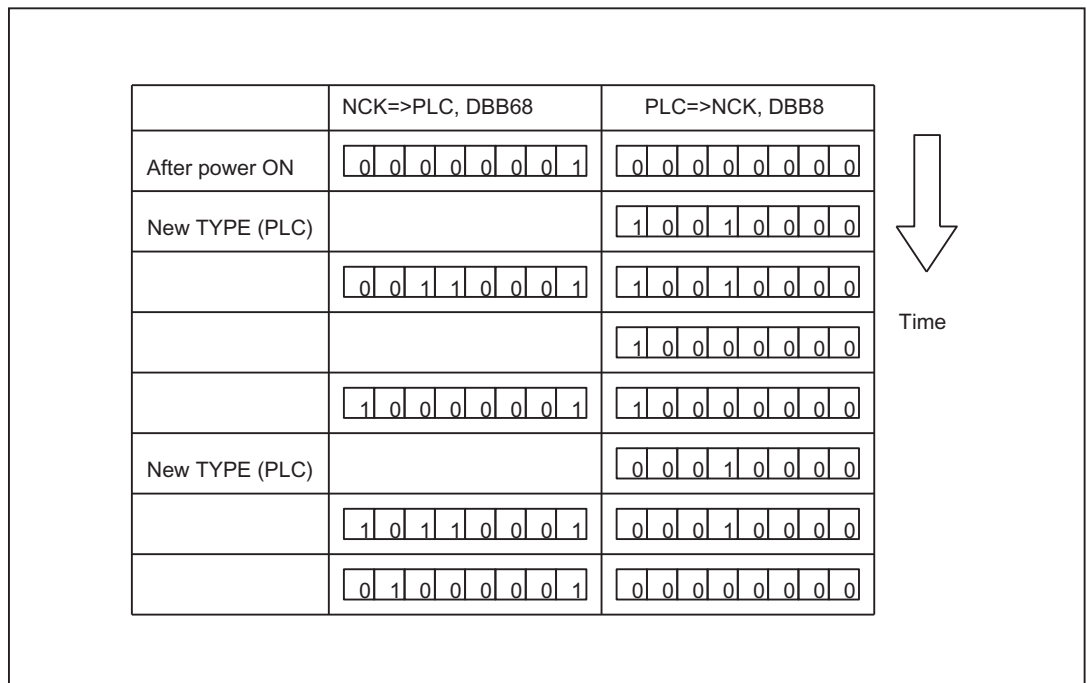 NCK=>PLC, DBB68 PLC=>NCK, DBB8
After power ON 0 0 0 0 0 0 0 1 0 0 0 0 0 0 0 0
New TYPE (PLC) 1 0 0 1 0 0 0 0
0 0 1 1 0 0 0 1 1 0 0 1 0 0 0 0
1 0 0 0 0 0 0 0
1 0 0 0 0 0 0 1 1 0 0 0 0 0 0 0
New TYPE (PLC) 0 0 0 1 0 0 0 0
1 0 1 1 0 0 0 1 0 0 0 1 0 0 0 0
0 1 0 0 0 0 0 1 0 0 0 0 0 0 0 0
Time